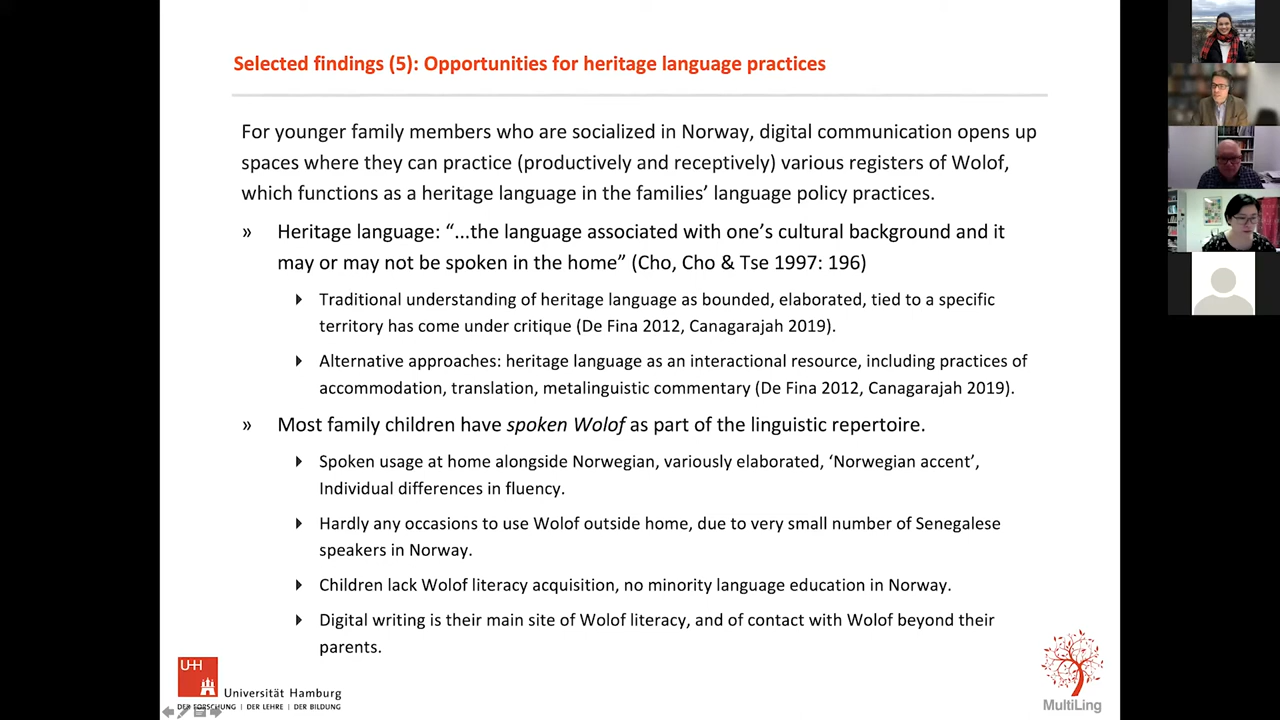 Selected findings (5): Opportunities for heritage language practices
For younger family members who are socialized in Norway, digital communication opens up
spaces where they can practice (productively and receptively) various registers of Wolof,
which functions as a heritage language in the families’ language policy practices.
» Heritage language: “...the language associated with one’s cultural background and it
may or may not be spoken in the home” (Cho, Cho & Tse 1997: 196)
Traditional understanding of heritage language as bounded, elaborated, tied to a specific
territory has come under critique (De Fina 2012, Canagarajah 2019).
Alternative approaches: heritage language as an interactional resource, including practices of
accommodation, translation, metalinguistic commentary (De Fina 2012, Canagarajah 2019).
» Most family children have spoken Wolof as part of the linguistic repertoire.
Spoken usage at home alongside Norwegian, variously elaborated, ‘Norwegian accent’,
Individual differences in fluency.
Hardly any occasions to use Wolof outside home, due to very small number of Senegalese
speakers in Norway.
Children lack Wolof literacy acquisition, no minority language education in Norway.
Digital writing is their main site of Wolof literacy, and of contact with Wolof beyond their
parents.
UH
Universität Hamburg
DER FORSCHUNG | DER LEHRE | DER BILDUNG
MultiLing